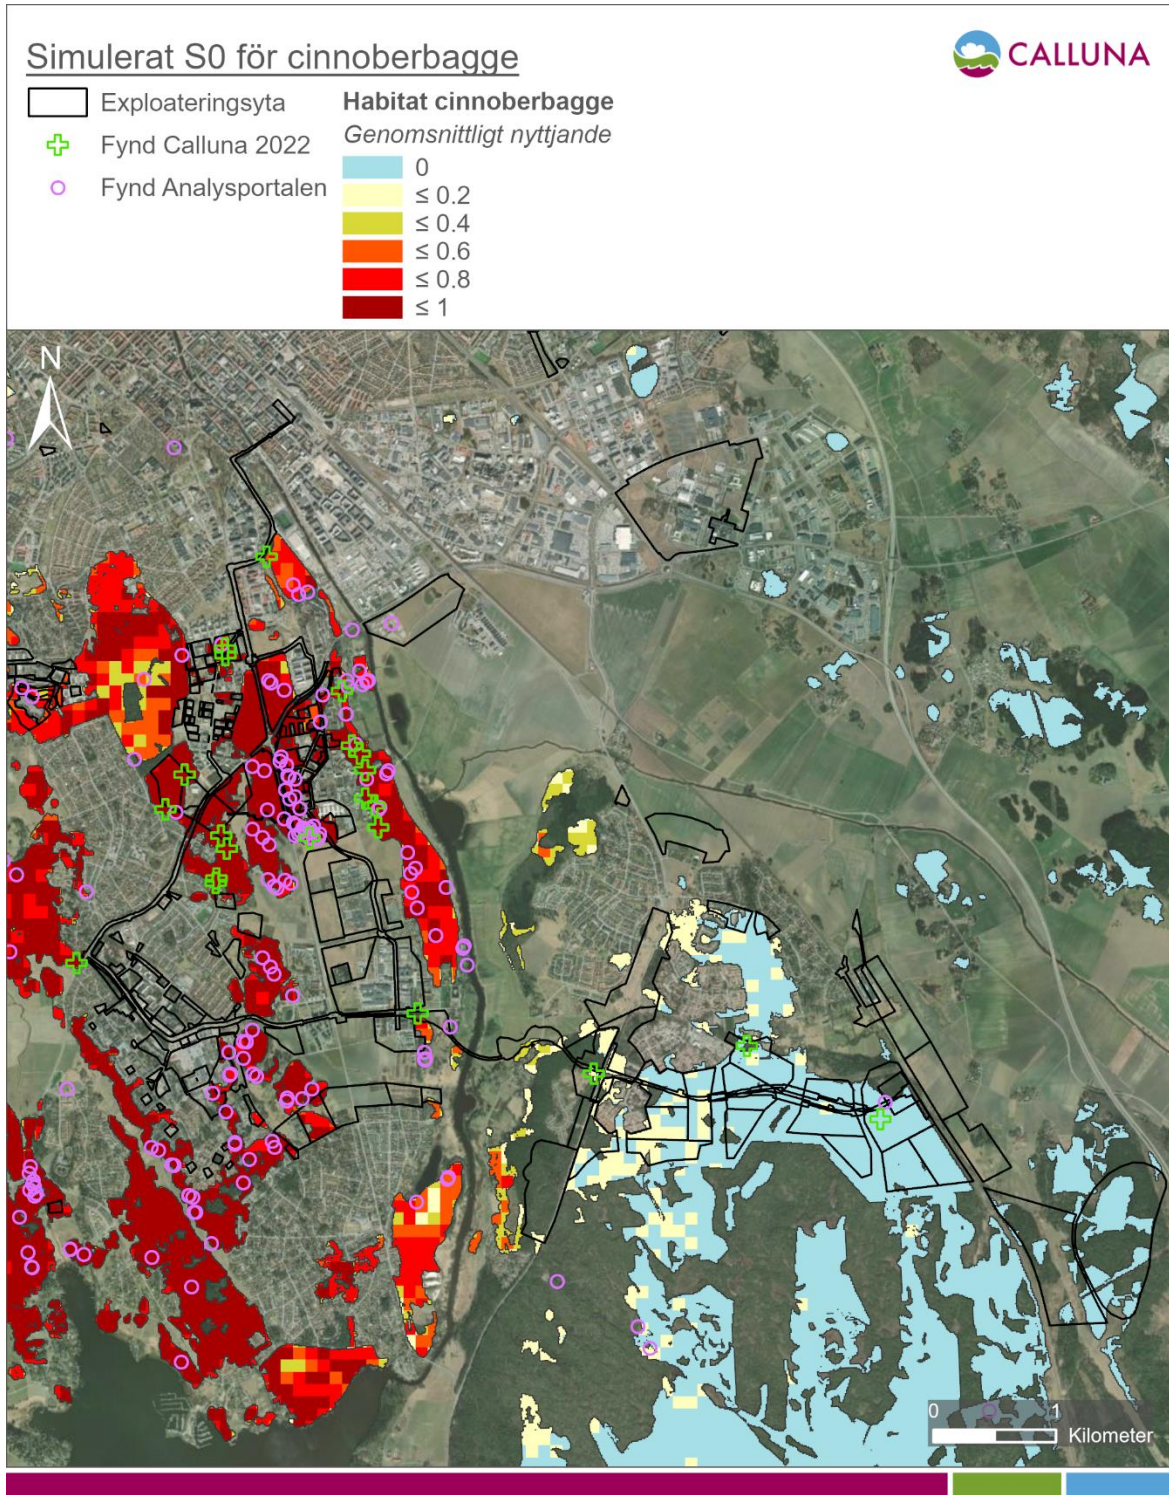 Simulerat S0 för cinnoberbagge
CALLUNA
Exploateringsyta
Fynd Calluna 2022
Fynd Analysportalen
Habitat cinnoberbagge
Genomsnittligt nyttjande
0
≤ 0.2
≤ 0.4
≤ 0.6
≤ 0.8
≤ 1
N
0 1
Kilometer